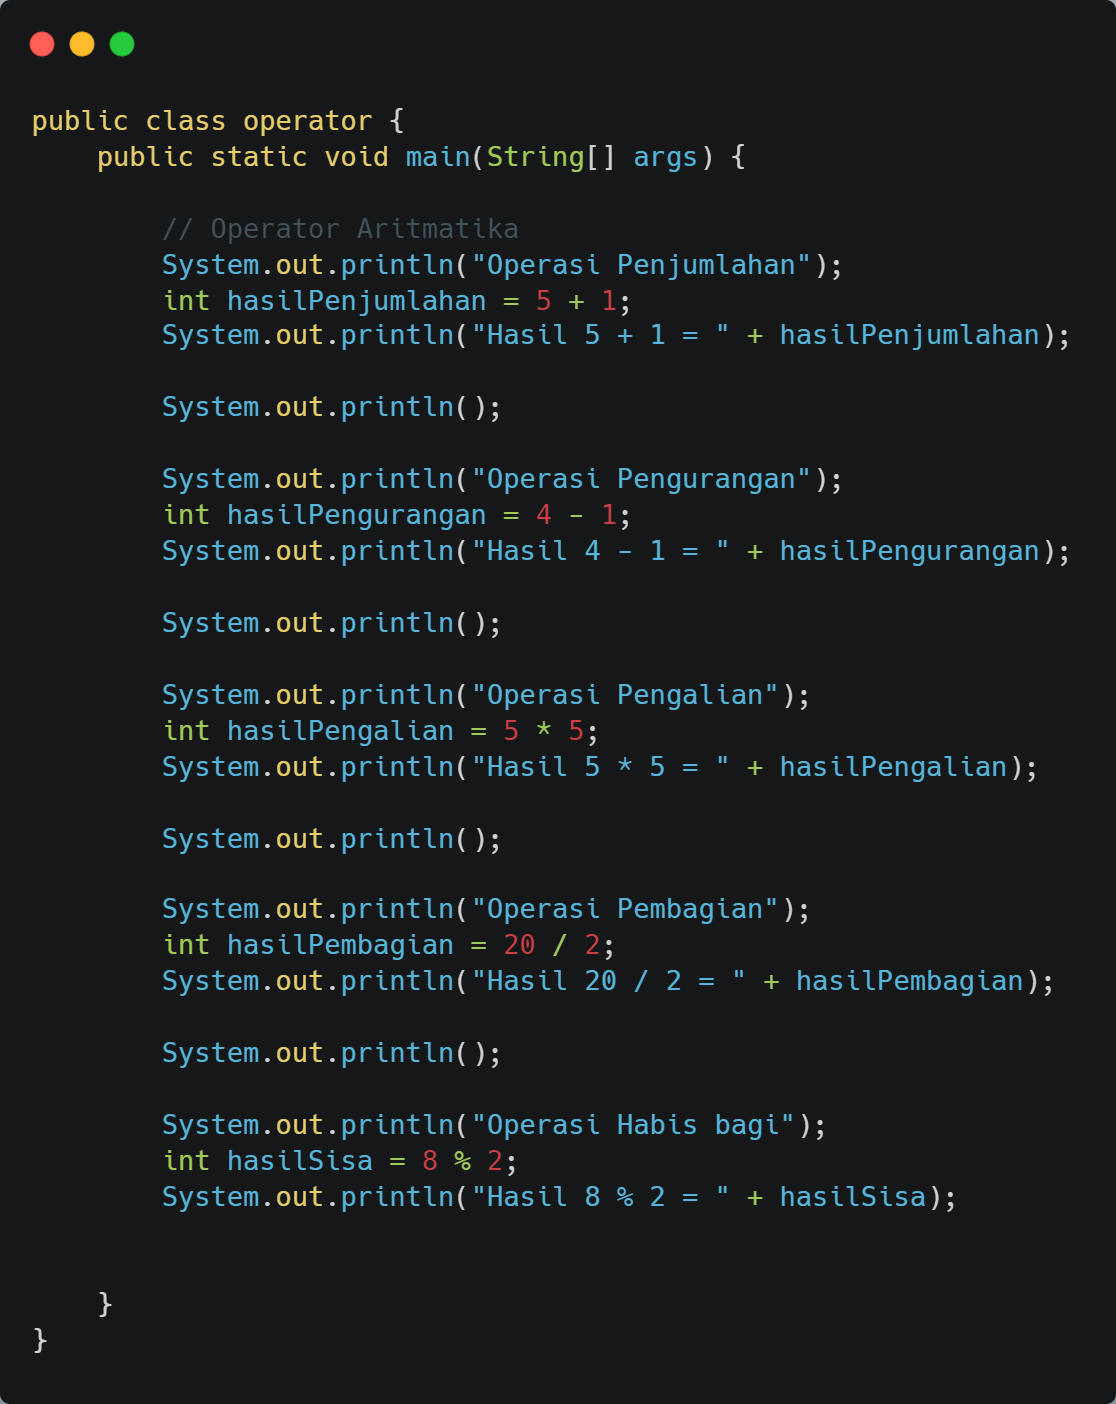 public class operator {
    public static void main(String[] args) {

        // Operator Aritmatika
        System.out.println("Operasi Penjumlahan");
        int hasilPenjumlahan = 5 + 1;
        System.out.println("Hasil 5 + 1 = " + hasilPenjumlahan);

        System.out.println();

        System.out.println("Operasi Pengurangan");
        int hasilPengurangan = 4 - 1;
        System.out.println("Hasil 4 - 1 = " + hasilPengurangan);

        System.out.println();

        System.out.println("Operasi Pengalian");
        int hasilPengalian = 5 * 5;
        System.out.println("Hasil 5 * 5 = " + hasilPengalian);

        System.out.println();

        System.out.println("Operasi Pembagian");
        int hasilPembagian = 20 / 2;
        System.out.println("Hasil 20 / 2 = " + hasilPembagian);

        System.out.println();

        System.out.println("Operasi Habis bagi");
        int hasilSisa = 8 % 2;
        System.out.println("Hasil 8 % 2 = " + hasilSisa);


    }
}